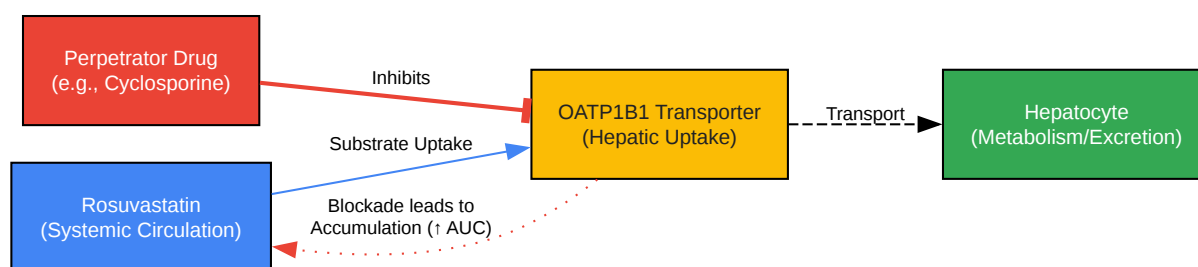 Perpetrator Drug
(e.g., Cyclosporine)
Inhibits
OATP1B1 Transporter
(Hepatic Uptake)
Transport
Hepatocyte
(Metabolism/Excretion)
Substrate Uptake
Rosuvastatin
(Systemic Circulation)
Blockade leads to
Accumulation (↑ AUC)